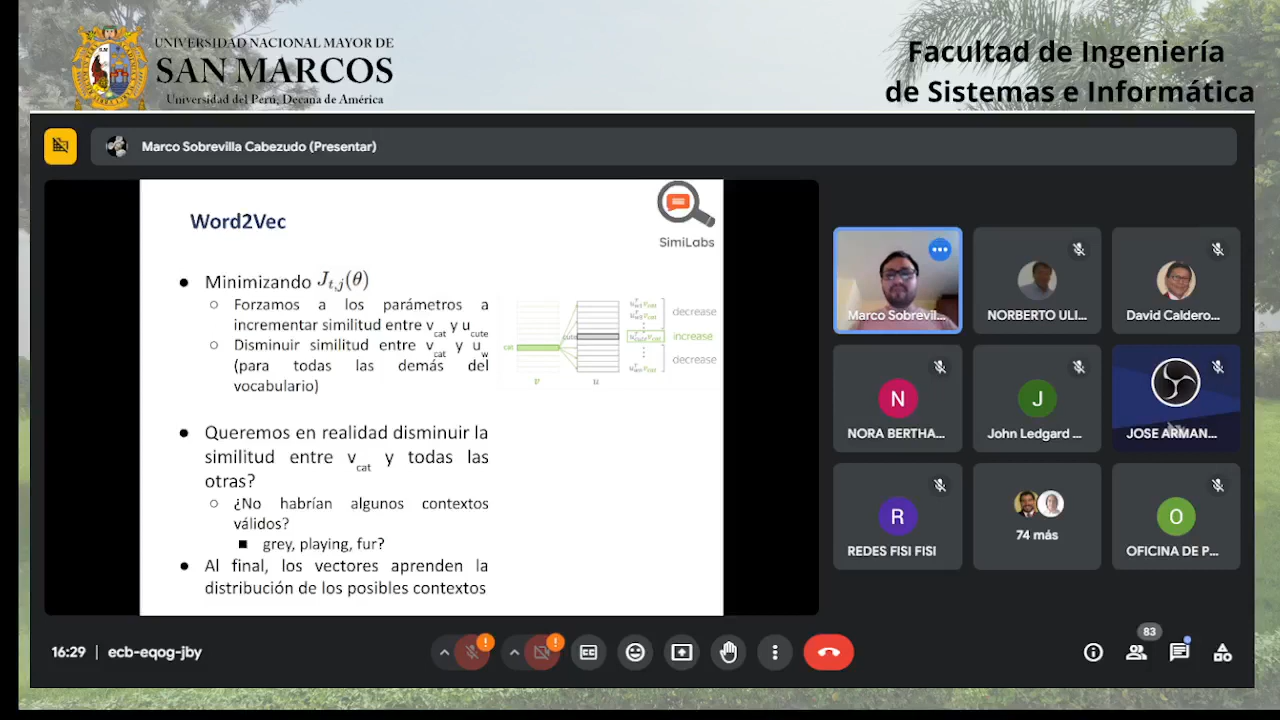 UNIVERSIDAD NACIONAL MAYOR DE
SAN MARCOS
Universidad del Perú, Decana de América
Facultad de Ingeniería
de Sistemas e Informática
Marco Sobrevilla Cabezudo (Presentar)
Word2Vec
SimiLabs
● Minimizando J_{t,j}(θ)
○ Forzamos a los parámetros a
incrementar similitud entre v_cat y u_cute
○ Disminuir similitud entre v_cat y u_w
(para todas las demás del
vocabulario)
● Queremos en realidad disminuir la
similitud entre v_cat y todas las
otras?
○ ¿No habrían algunos contextos
válidos?
■ grey, playing, fur?
● Al final, los vectores aprenden la
distribución de los posibles contextos
cat
cute
decrease
increase
decrease
v
u
Marco Sobrevil...
NORBERTO ULI...
David Caldero...
N
NORA BERTHA...
J
John Ledgard ...
JOSE ARMAN...
R
REDES FISI FISI
74 más
O
OFICINA DE P...
16:29 | ecb-eqog-jby
83